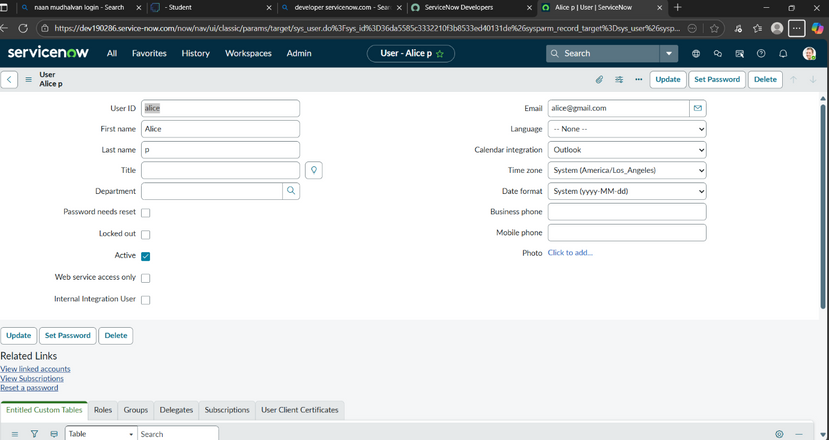 naan mudhalvan login - Search
- Student
developer servicenow.com - Sear
ServiceNow Developers
Alice p | User | ServiceNow
https://dev190286.service-now.com/now/nav/ui/classic/params/target/sys_user.do%3Fsys_id%3D36da5585c3332210f3b8533ed40131de%26sysparm_record_target%3Dsys_user%26sysp...
servicenow
All Favorites History Workspaces Admin
User - Alice p
Search
User
Alice p
Update Set Password Delete
User ID alice
First name Alice
Last name p
Title
Department
Password needs reset
Locked out
Active
Web service access only
Internal Integration User
Email alice@gmail.com
Language -- None --
Calendar integration Outlook
Time zone System (America/Los_Angeles)
Date format System (yyyy-MM-dd)
Business phone
Mobile phone
Photo Click to add...
Update Set Password Delete
Related Links
View linked accounts
View Subscriptions
Reset a password
Entitled Custom Tables Roles Groups Delegates Subscriptions User Client Certificates
Table Search